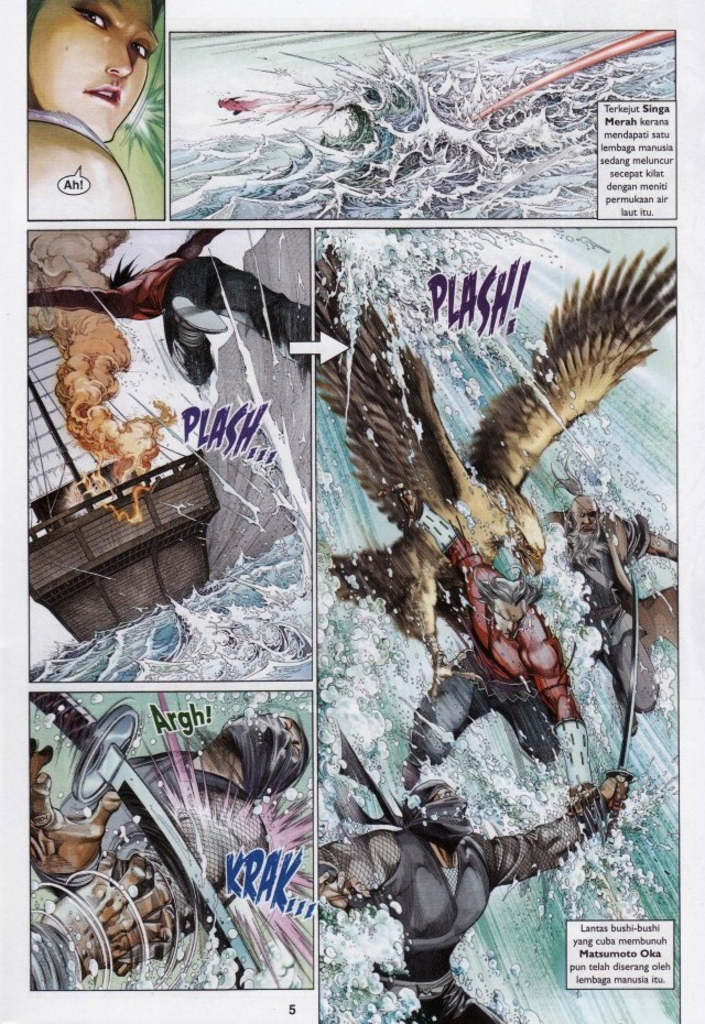 Ah!
Terkejut Singa
Merah kerana
mendapati satu
lembaga manusia
sedang meluncur
secepat kilat
dengan meniti
permukaan air
laut itu.
PLASH...
PLASH!
Argh!
KRAK...
Lantas bushi-bushi
yang cuba membunuh
Matsumoto Oka
pun telah diserang oleh
lembaga manusia itu.
5